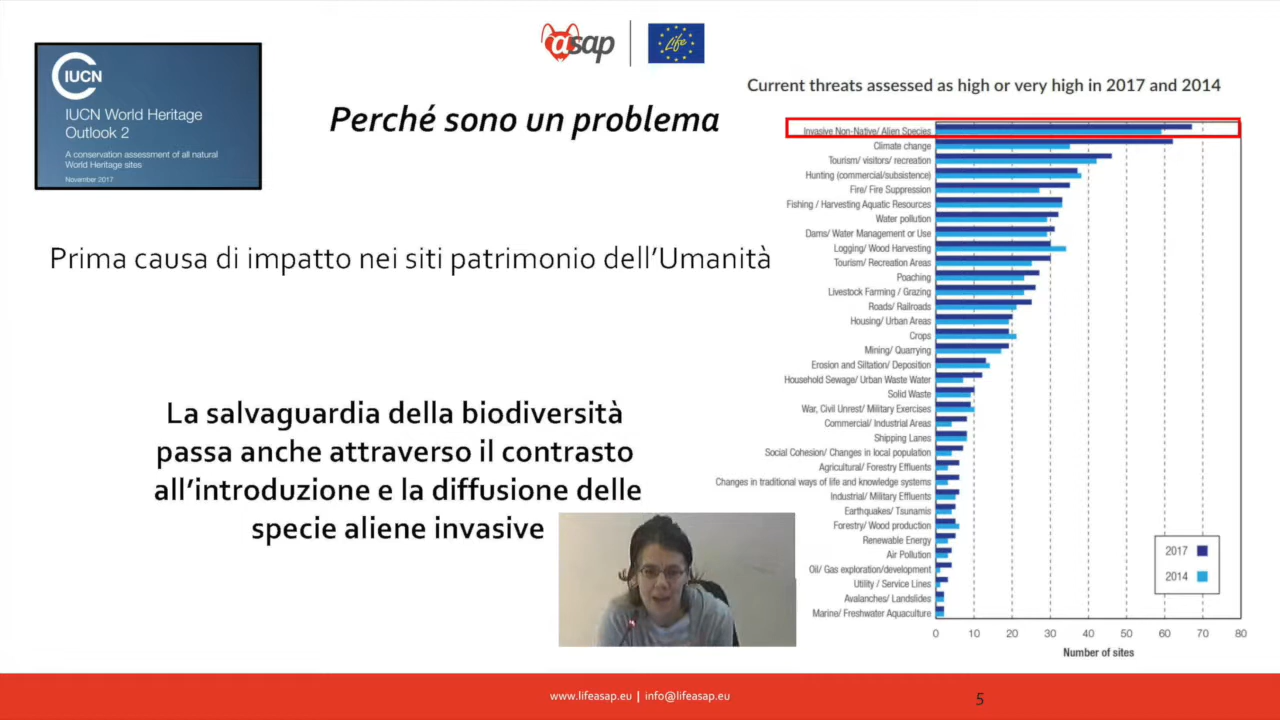 asap
Life
IUCN
IUCN World Heritage
Outlook 2
A conservation assessment of all natural
World Heritage sites
November 2017
Perché sono un problema
Prima causa di impatto nei siti patrimonio dell'Umanità
La salvaguardia della biodiversità
passa anche attraverso il contrasto
all'introduzione e la diffusione delle
specie aliene invasive
Current threats assessed as high or very high in 2017 and 2014
Invasive Non-Native/ Alien Species
Climate change
Tourism/ visitors/ recreation
Hunting (commercial/subsistence)
Fire/ Fire Suppression
Fishing / Harvesting Aquatic Resources
Water pollution
Dams/ Water Management or Use
Logging/ Wood Harvesting
Tourism/ Recreation Areas
Poaching
Livestock Farming / Grazing
Roads/ Railroads
Housing/ Urban Areas
Crops
Mining/ Quarrying
Erosion and Siltation/ Deposition
Household Sewage/ Urban Waste Water
Solid Waste
War, Civil Unrest/ Military Exercises
Commercial/ Industrial Areas
Shipping Lanes
Social Cohesion/ Changes in local population
Agricultural/ Forestry Effluents
Changes in traditional ways of life and knowledge systems
Industrial/ Military Effluents
Earthquakes/ Tsunamis
Forestry/ Wood production
Renewable Energy
Air Pollution
Oil/ Gas exploration/development
Utility / Service Lines
Avalanches/ Landslides
Marine/ Freshwater Aquaculture
2017
2014
0 10 20 30 40 50 60 70 80
Number of sites
www.lifeasap.eu | info@lifeasap.eu
5